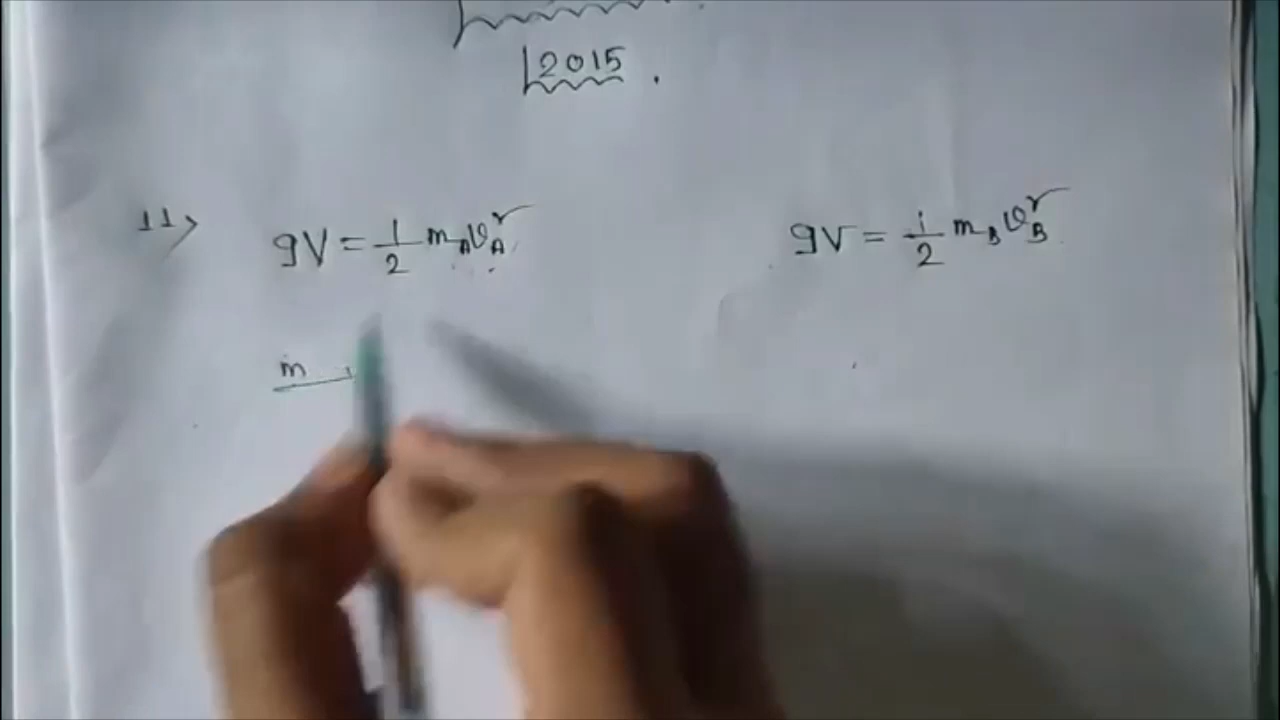 2015.
11> qV = 1/2 m_A v_A^2 qV = 1/2 m_B v_B^2
m